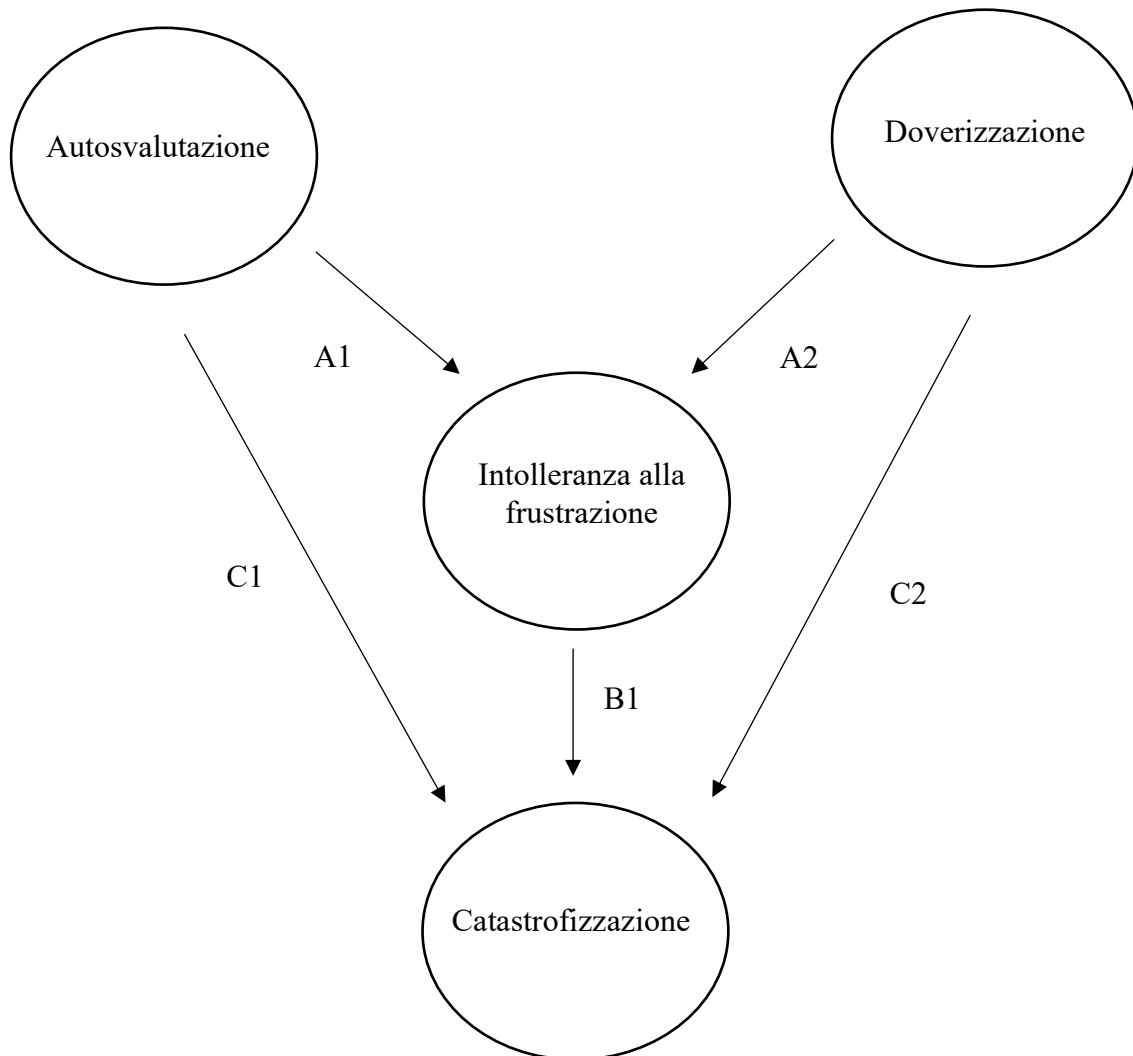 Autosvalutazione
Doverizzazione
A1
A2
Intolleranza alla
frustrazione
C1
C2
B1
Catastrofizzazione